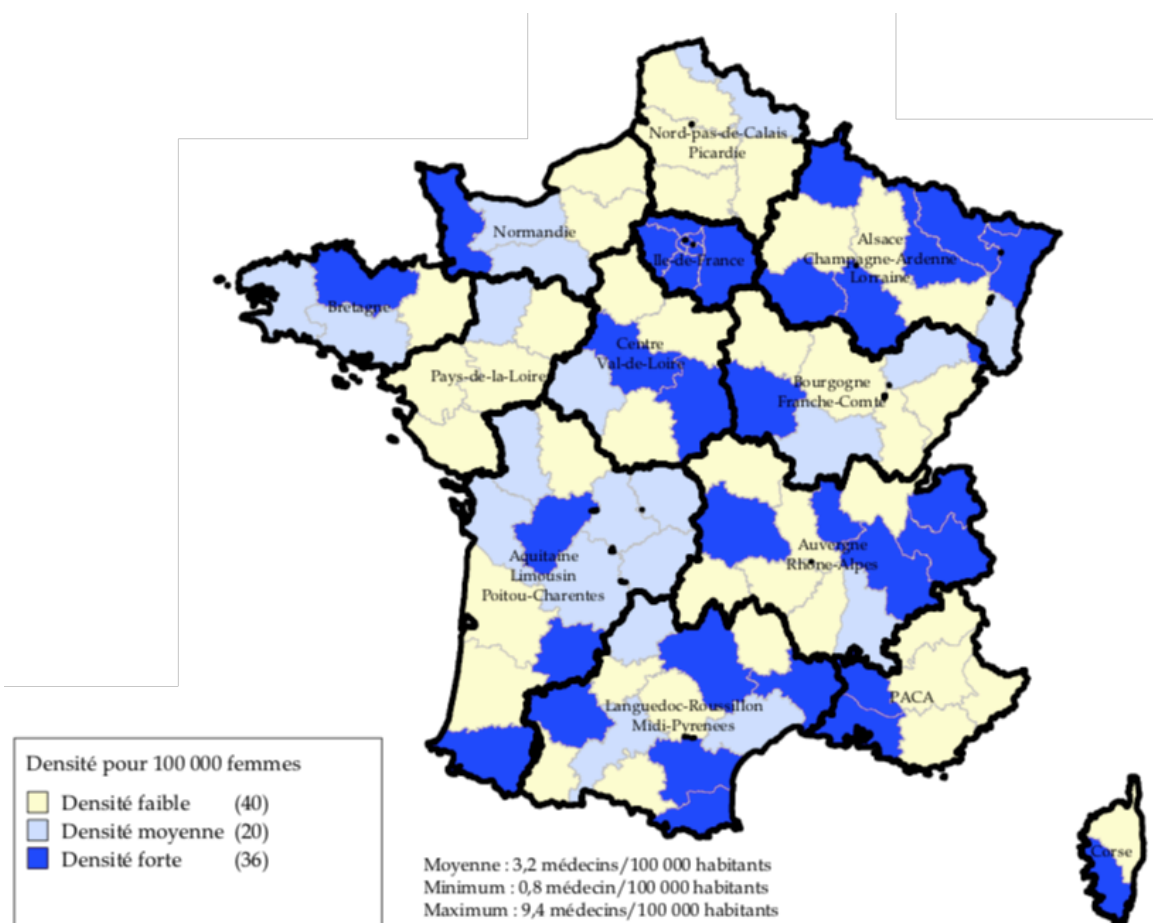 Nord-pas-de-Calais
Picardie
Normandie
Ile-de-France
Alsace
Champagne-Ardenne
Lorraine
Bretagne
Centre
Val-de-Loire
Pays-de-la-Loire
Bourgogne
Franche-Comté
Auvergne
Rhône-Alpes
Aquitaine
Limousin
Poitou-Charentes
Languedoc-Roussillon
Midi-Pyrenees
PACA
Corse
Densité pour 100 000 femmes
Densité faible (40)
Densité moyenne (20)
Densité forte (36)
Moyenne : 3,2 médecins/100 000 habitants
Minimum : 0,8 médecin/100 000 habitants
Maximum : 9,4 médecins/100 000 habitants